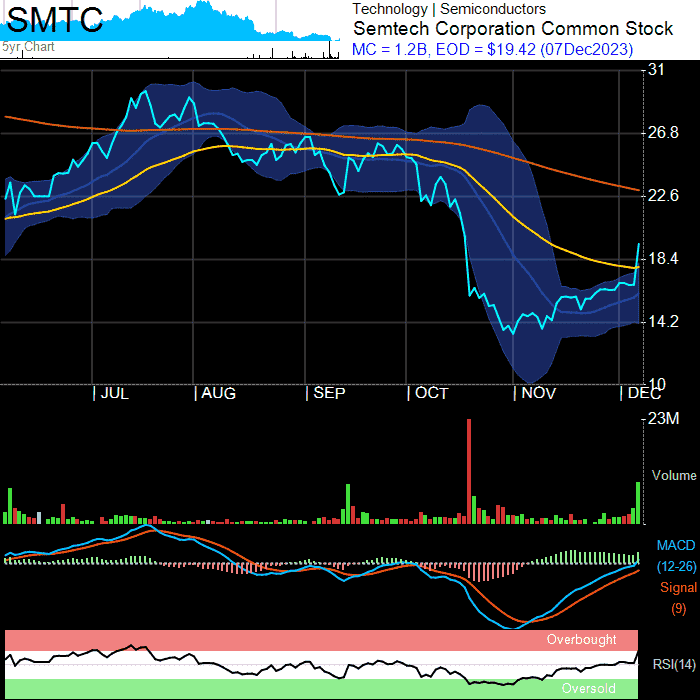 SMTC
5yr Chart
Technology | Semiconductors
Semtech Corporation Common Stock
MC = 1.2B, EOD = $19.42 (07Dec2023)
31
26.8
22.6
18.4
14.2
10
JUL AUG SEP OCT NOV DEC
23M
Volume
MACD
(12-26)
Signal
(9)
Overbought
RSI(14)
Oversold